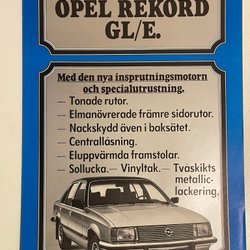 OPEL REKORD
GL/E.
Med den nya insprutningsmotorn
och specialutrustning.
— Tonade rutor.
— Elmanövrerade främre sidorutor.
— Nackskydd även i baksätet.
— Centrallåsning.
— Eluppvärmda framstolar.
— Sollucka. — Vinyltak. — Tvåskikts
metallic-
lackering.